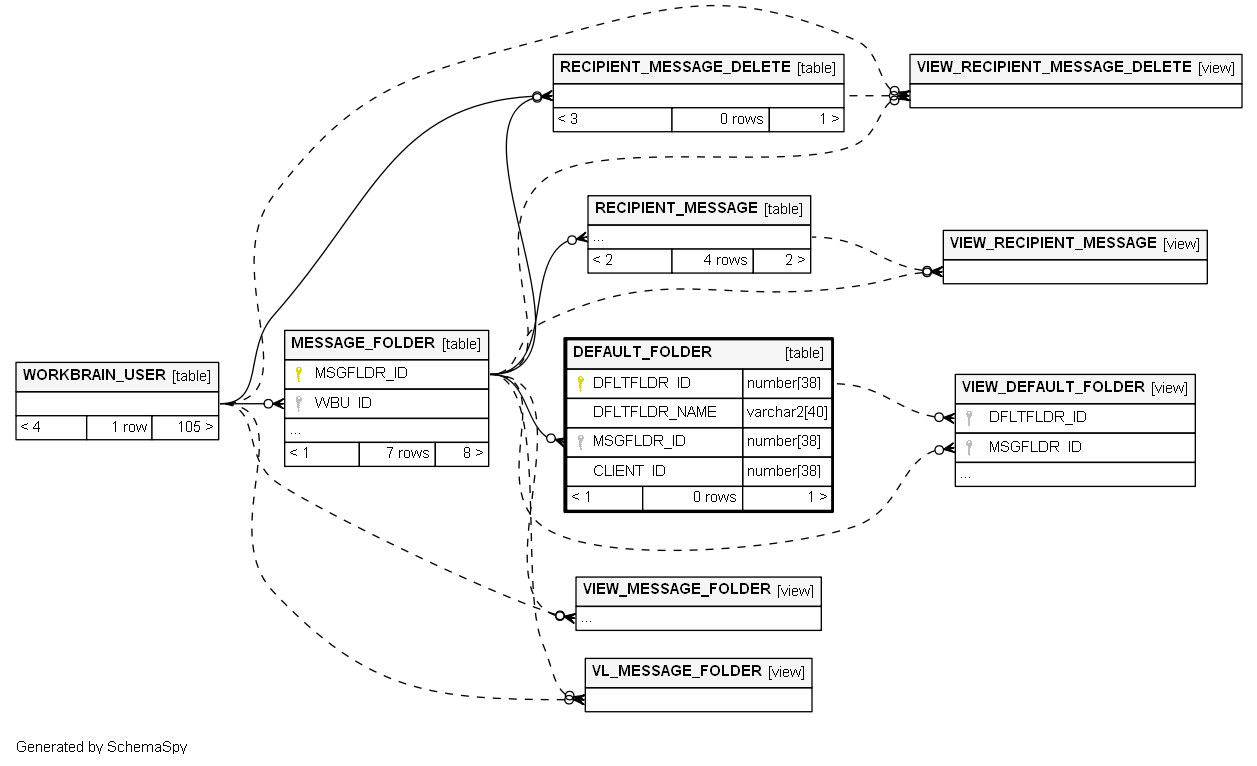 RECIPIENT_MESSAGE_DELETE [table]
< 3 0 rows 1 >
VIEW_RECIPIENT_MESSAGE_DELETE [view]
RECIPIENT_MESSAGE [table]
...
< 2 4 rows 2 >
VIEW_RECIPIENT_MESSAGE [view]
WORKBRAIN_USER [table]
< 4 1 row 105 >
MESSAGE_FOLDER [table]
MSGFLDR_ID
WBU_ID
...
< 1 7 rows 8 >
DEFAULT_FOLDER [table]
DFLTFLDR_ID number[38]
DFLTFLDR_NAME varchar2[40]
MSGFLDR_ID number[38]
CLIENT_ID number[38]
< 1 0 rows 1 >
VIEW_DEFAULT_FOLDER [view]
DFLTFLDR_ID
MSGFLDR_ID
...
VIEW_MESSAGE_FOLDER [view]
...
VL_MESSAGE_FOLDER [view]
Generated by SchemaSpy